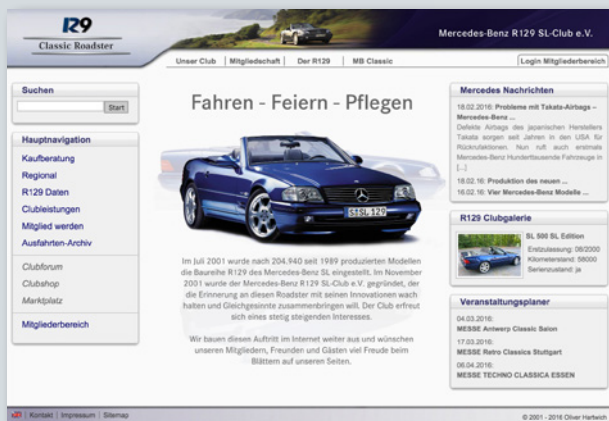 R9
Classic Roadster
Mercedes-Benz R129 SL-Club e.V.
Unser Club | Mitgliedschaft | Der R129 | MB Classic
Login Mitgliederbereich
Suchen
Start
Hauptnavigation
Kaufberatung
Regional
R129 Daten
Clubleistungen
Mitglied werden
Ausfahrten-Archiv
Clubforum
Clubshop
Marktplatz
Mitgliederbereich
Fahren - Feiern - Pflegen
S:SL 129
Im Juli 2001 wurde nach 204.940 seit 1989 produzierten Modellen
die Baureihe R129 des Mercedes-Benz SL eingestellt. Im November
2001 wurde der Mercedes-Benz R129 SL-Club e.V. gegründet, der
die Erinnerung an diesen Roadster mit seinen Innovationen wach
halten und Gleichgesinnte zusammenbringen will. Der Club erfreut
sich eines stetig steigenden Interesses.
Wir bauen diesen Auftritt im Internet weiter aus und wünschen
unseren Mitgliedern, Freunden und Gästen viel Freude beim
Blättern auf unseren Seiten.
Mercedes Nachrichten
18.02.2016: Probleme mit Takata-Airbags –
Mercedes-Benz ...
Defekte Airbags des japanischen Herstellers
Takata sorgen seit Jahren in den USA für
Rückrufaktionen. Nun ruft auch erstmals
Mercedes-Benz Hunderttausende Fahrzeuge in
[...]
18.02.16: Produktion des neuen ...
16.02.16: Vier Mercedes-Benz Modelle ...
R129 Clubgalerie
SL 500 SL Edition
Erstzulassung: 08/2000
Kilometerstand: 58000
Serienzustand: ja
Veranstaltungsplaner
04.03.2016:
MESSE Antwerp Classic Salon
17.03.2016:
MESSE Retro Classics Stuttgart
06.04.2016:
MESSE TECHNO CLASSICA ESSEN
x21 | Kontakt | Impressum | Sitemap
© 2001 - 2016 Oliver Hartwich